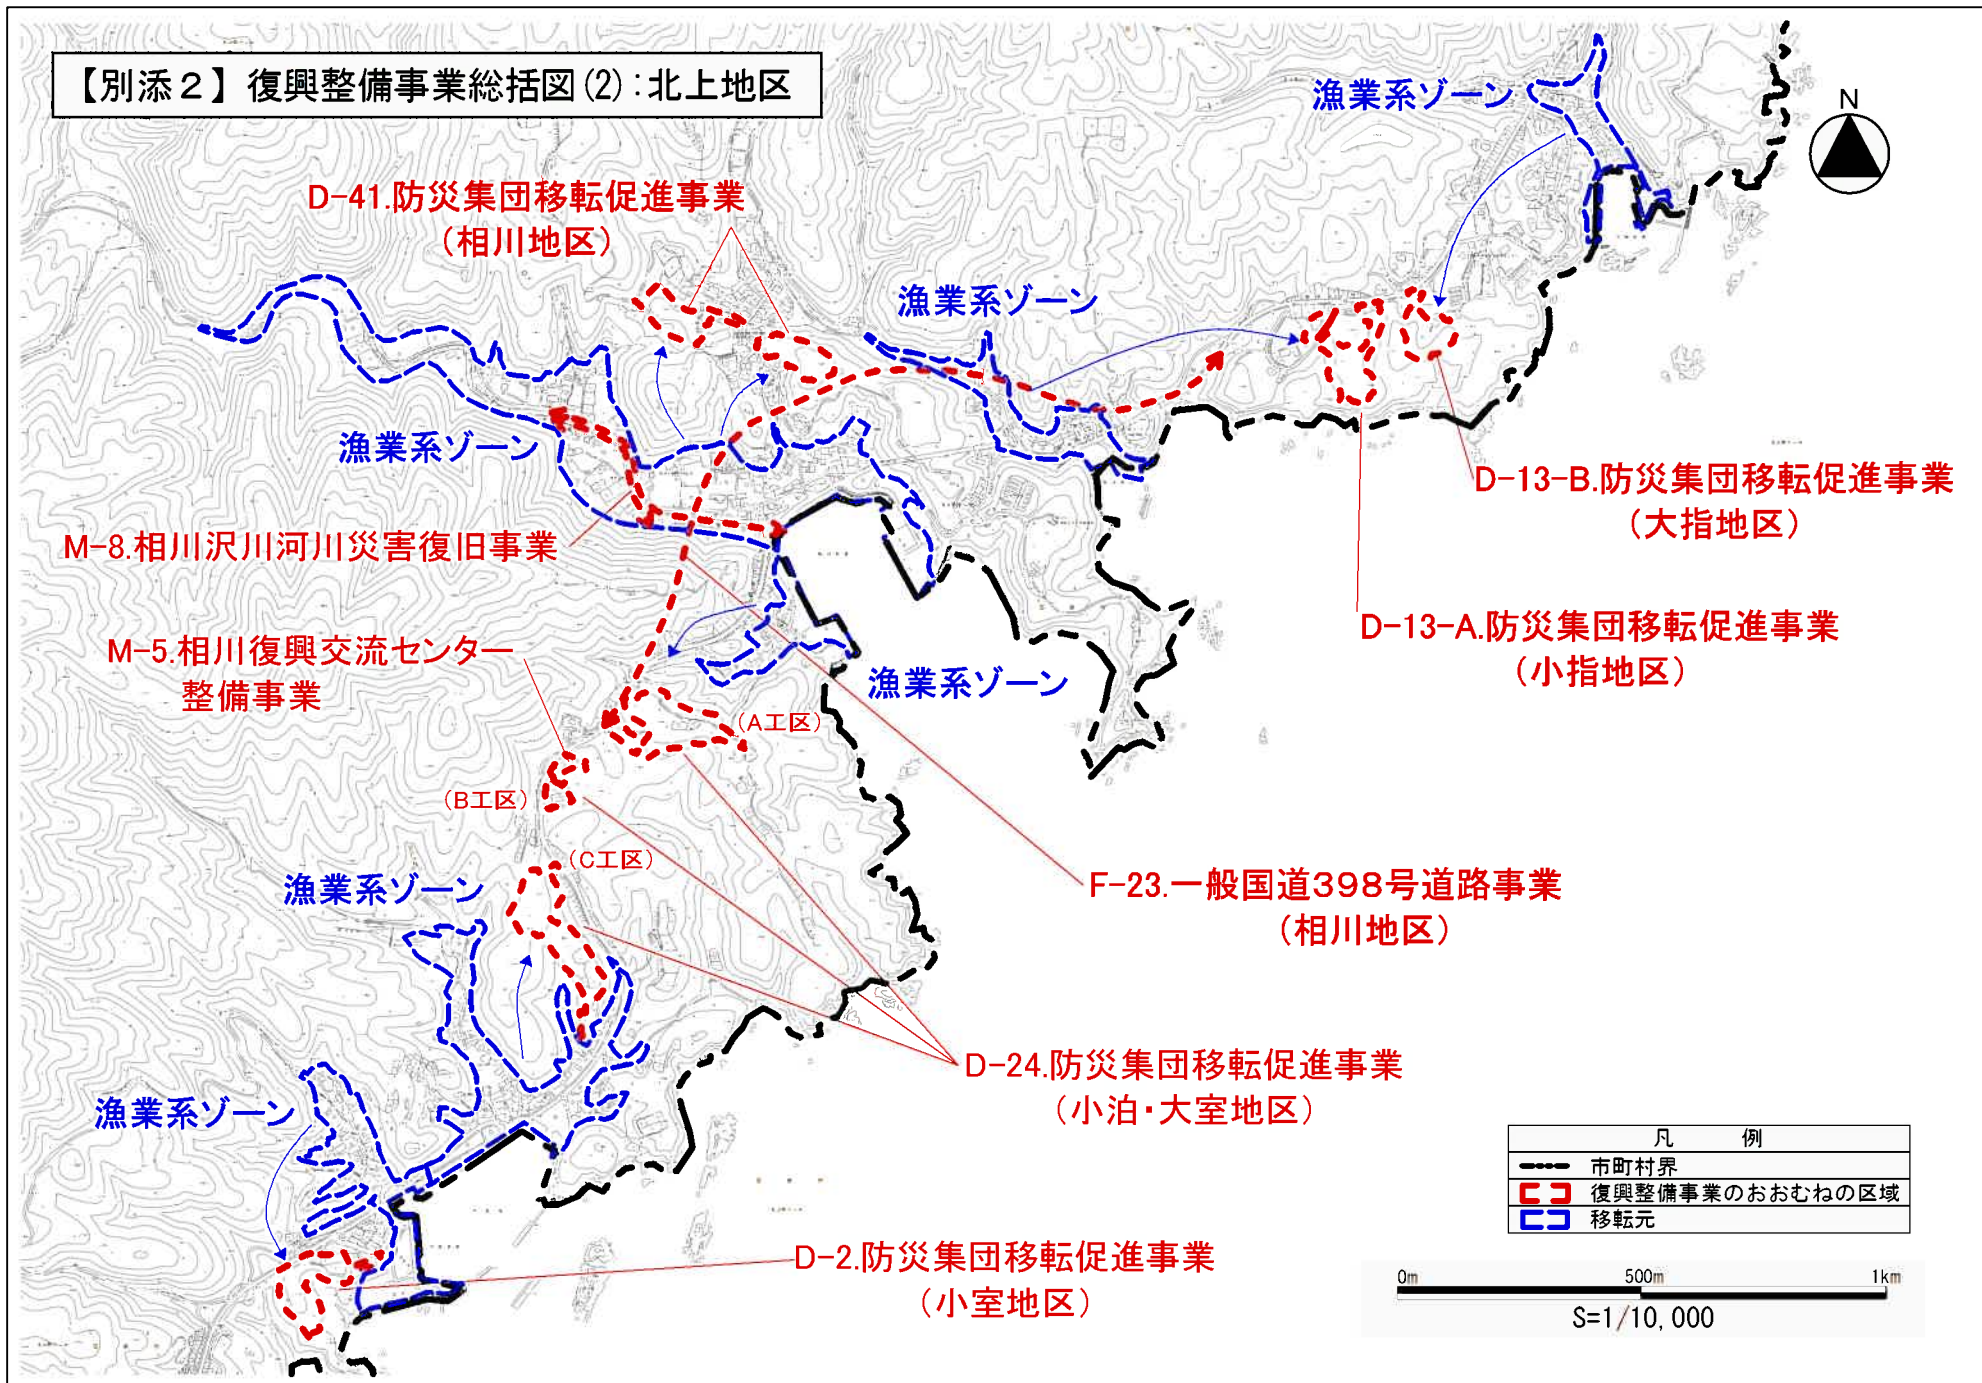 【別添２】復興整備事業総括図(2):北上地区
漁業系ゾーン
N
D-41.防災集団移転促進事業
(相川地区)
漁業系ゾーン
漁業系ゾーン
D-13-B.防災集団移転促進事業
(大指地区)
M-8.相川沢川河川災害復旧事業
D-13-A.防災集団移転促進事業
(小指地区)
M-5.相川復興交流センター
整備事業
漁業系ゾーン
(A工区)
(B工区)
(C工区)
漁業系ゾーン
F-23.一般国道398号道路事業
(相川地区)
D-24.防災集団移転促進事業
(小泊・大室地区)
漁業系ゾーン
D-2.防災集団移転促進事業
(小室地区)
凡 例
市町村界
復興整備事業のおおむねの区域
移転元
0m 500m 1km
S=1/10,000